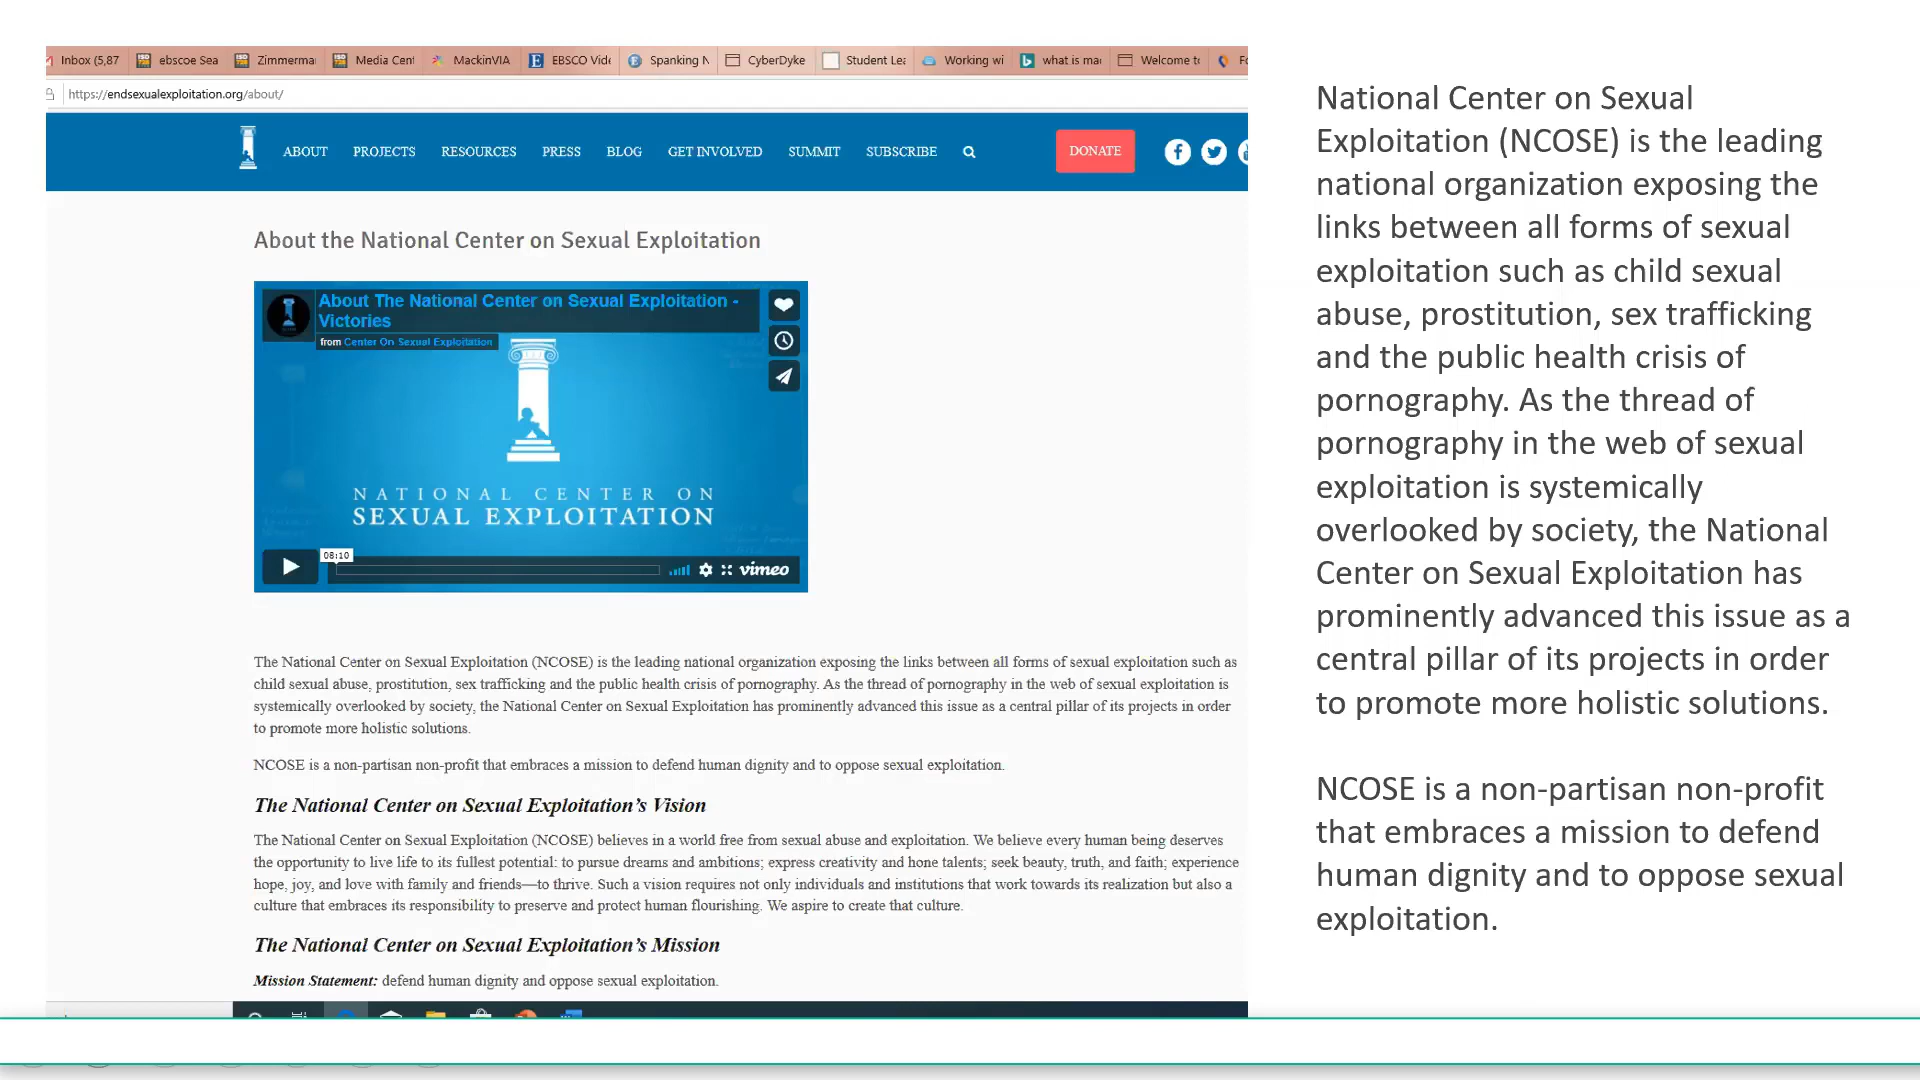 Inbox (5,87
ebscoe Sea
Zimmerma
Media Cent
MackinVIA
EBSCO Vide
Spanking N
CyberDyke
Student Lea
Working wi
what is ma
Welcome to
Fo
https://endsexualexploitation.org/about/
ABOUT PROJECTS RESOURCES PRESS BLOG GET INVOLVED SUMMIT SUBSCRIBE DONATE
About the National Center on Sexual Exploitation
About The National Center on Sexual Exploitation -
Victories
from Center On Sexual Exploitation
NATIONAL CENTER ON
SEXUAL EXPLOITATION
08:10
vimeo
The National Center on Sexual Exploitation (NCOSE) is the leading national organization exposing the links between all forms of sexual exploitation such as
child sexual abuse, prostitution, sex trafficking and the public health crisis of pornography. As the thread of pornography in the web of sexual exploitation is
systemically overlooked by society, the National Center on Sexual Exploitation has prominently advanced this issue as a central pillar of its projects in order
to promote more holistic solutions.
NCOSE is a non-partisan non-profit that embraces a mission to defend human dignity and to oppose sexual exploitation.
The National Center on Sexual Exploitation's Vision
The National Center on Sexual Exploitation (NCOSE) believes in a world free from sexual abuse and exploitation. We believe every human being deserves
the opportunity to live life to its fullest potential: to pursue dreams and ambitions; express creativity and hone talents; seek beauty, truth, and faith; experience
hope, joy, and love with family and friends—to thrive. Such a vision requires not only individuals and institutions that work towards its realization but also a
culture that embraces its responsibility to preserve and protect human flourishing. We aspire to create that culture.
The National Center on Sexual Exploitation's Mission
Mission Statement: defend human dignity and oppose sexual exploitation.
National Center on Sexual
Exploitation (NCOSE) is the leading
national organization exposing the
links between all forms of sexual
exploitation such as child sexual
abuse, prostitution, sex trafficking
and the public health crisis of
pornography. As the thread of
pornography in the web of sexual
exploitation is systemically
overlooked by society, the National
Center on Sexual Exploitation has
prominently advanced this issue as a
central pillar of its projects in order
to promote more holistic solutions.
NCOSE is a non-partisan non-profit
that embraces a mission to defend
human dignity and to oppose sexual
exploitation.